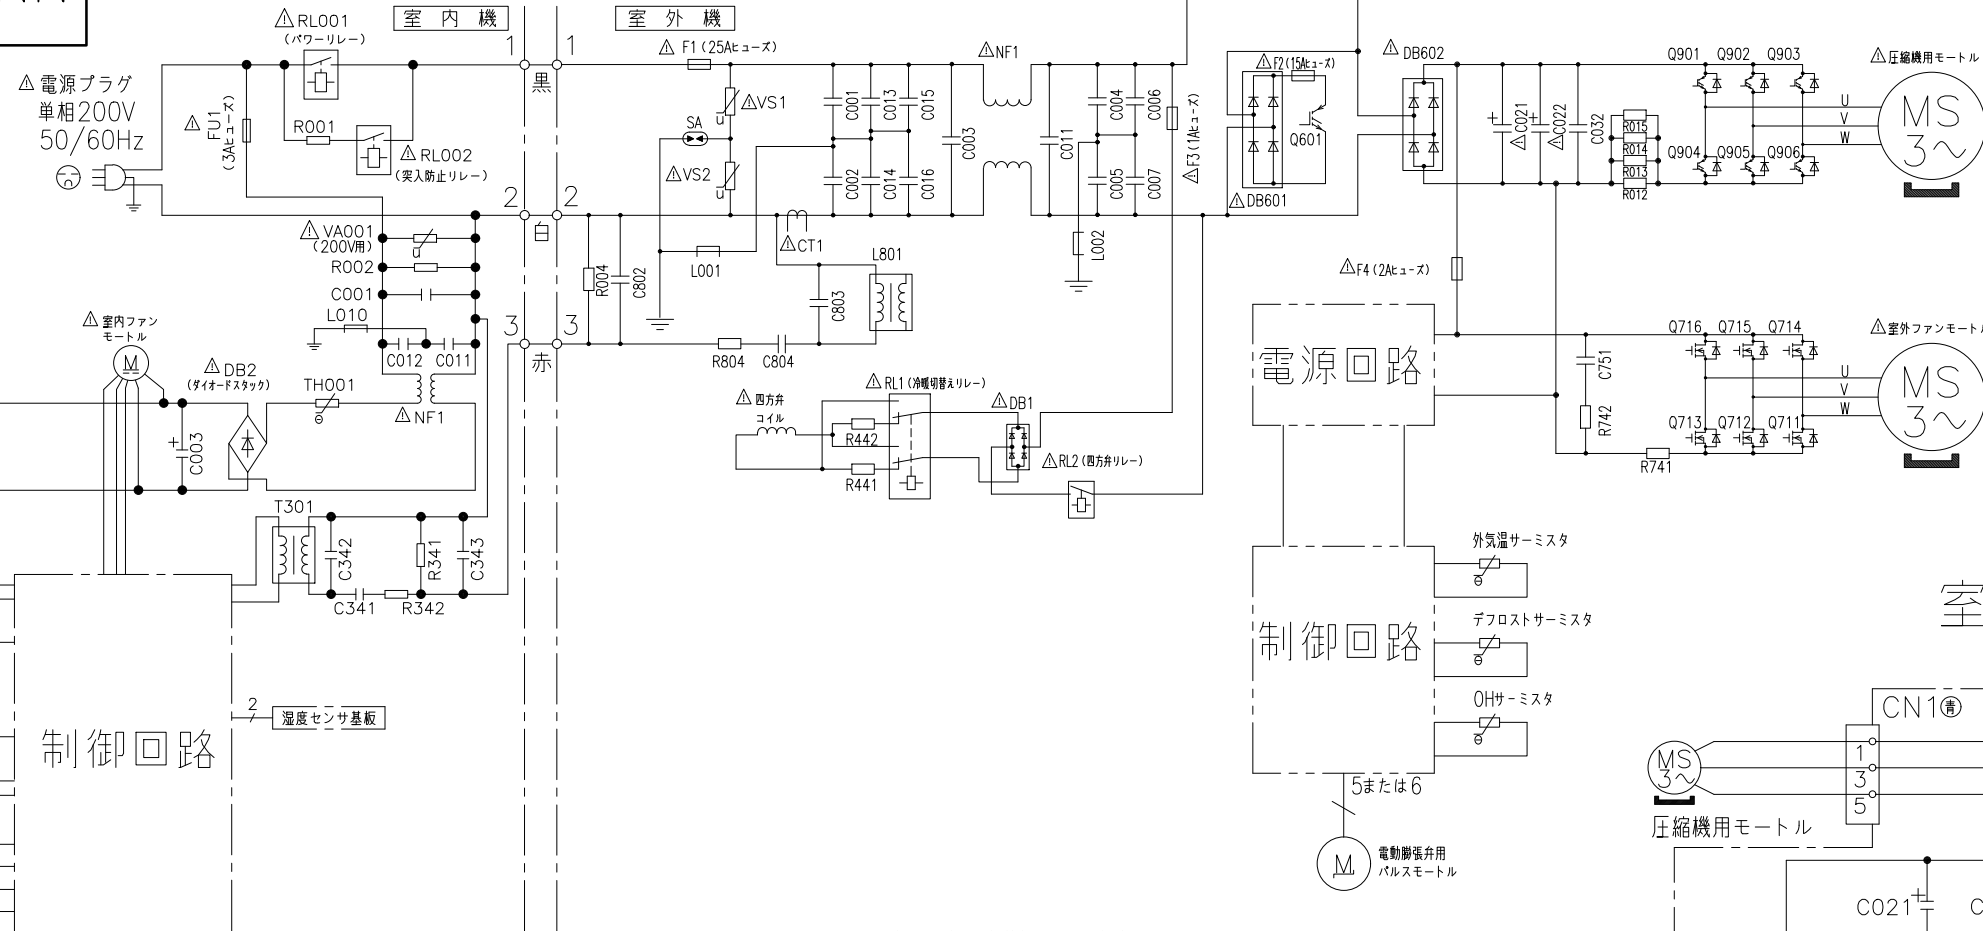 室内機
室外機
RL001
(パワーリレー)
1
1
黒
F1 (25Aヒューズ)
NF1
F2 (15Aヒューズ)
DB602
Q901
Q902
Q903
圧縮機用モートル
電源プラグ
単相200V
50/60Hz
FU1
(3Aヒューズ)
R001
RL002
(突入防止リレー)
VS1
SA
VS2
u
u
C001
C013
C015
C002
C014
C016
C003
C011
C004
C006
C005
C007
F3 (1Aヒューズ)
Q601
DB601
C021
C022
C032
R015
R014
R013
R012
Q904
Q905
Q906
U
V
W
MS
3~
2
2
白
VA001
(200V用)
u
R002
C001
L010
C012
C011
NF1
R004
C802
L001
CT1
L801
C803
L002
F4 (2Aヒューズ)
3
3
赤
R804
C804
室内ファン
モートル
M
DB2
(ダイオードスタック)
TH001
θ
C003
四方弁
コイル
RL1 (冷暖切替えリレー)
R442
R441
DB1
RL2 (四方弁リレー)
電源回路
Q716
Q715
Q714
室外ファンモートル
C751
R742
Q713
Q712
Q711
R741
U
V
W
MS
3~
T301
C342
R341
C343
C341
R342
制御回路
2
湿度センサ基板
制御回路
外気温サーミスタ
θ
デフロストサーミスタ
θ
OHサーミスタ
θ
5または6
M
電動膨張弁用
パルスモートル
室
CN1青
MS
3~
1
3
5
圧縮機用モートル
C021
C